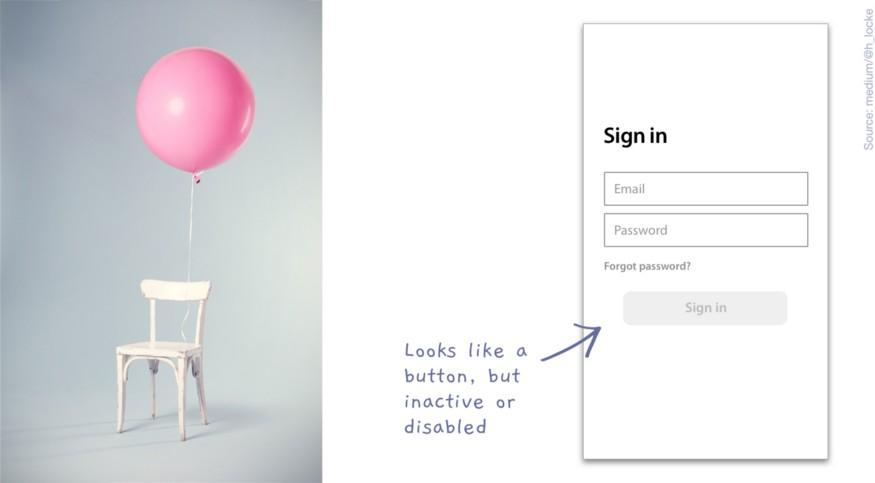 Sign in
Email
Password
Forgot password?
Sign in
Looks like a
button, but
inactive or
disabled
Source: medium/@h_locke